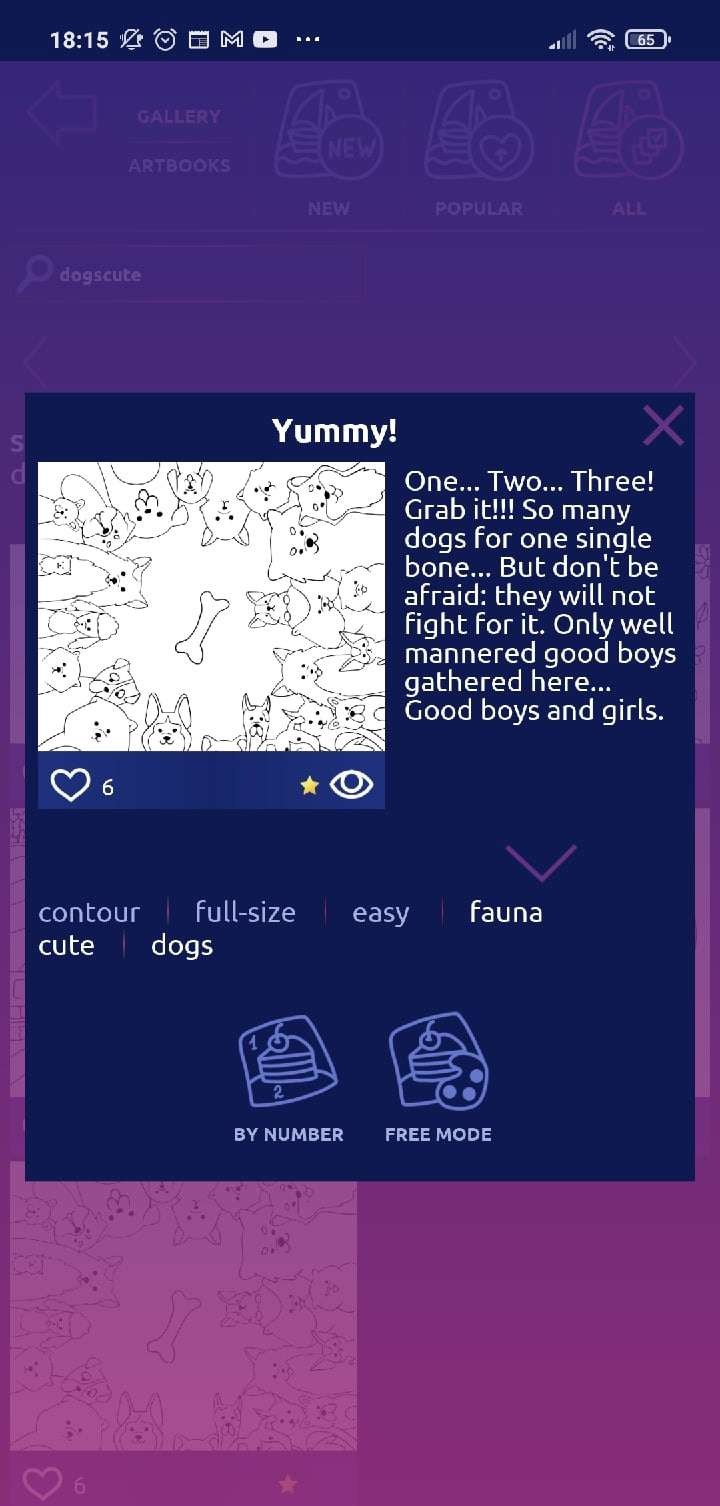 18:15
65
GALLERY
ARTBOOKS
NEW
NEW
POPULAR
ALL
dogscute
Yummy!
One... Two... Three!
Grab it!!! So many
dogs for one single
bone... But don't be
afraid: they will not
fight for it. Only well
mannered good boys
gathered here...
Good boys and girls.
6
contour full-size easy fauna
cute dogs
1
2
BY NUMBER FREE MODE
6